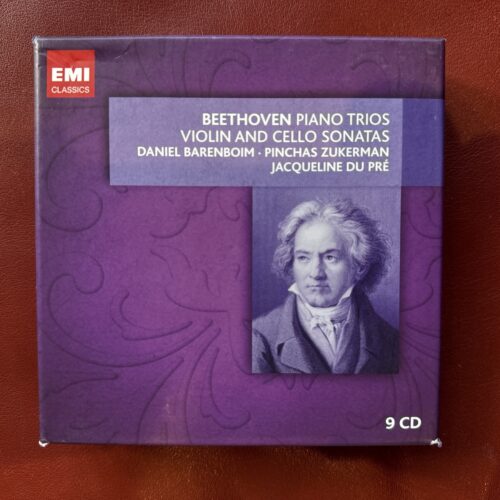 EMI
CLASSICS
BEETHOVEN PIANO TRIOS
VIOLIN AND CELLO SONATAS
DANIEL BARENBOIM · PINCHAS ZUKERMAN
JACQUELINE DU PRÉ
9 CD